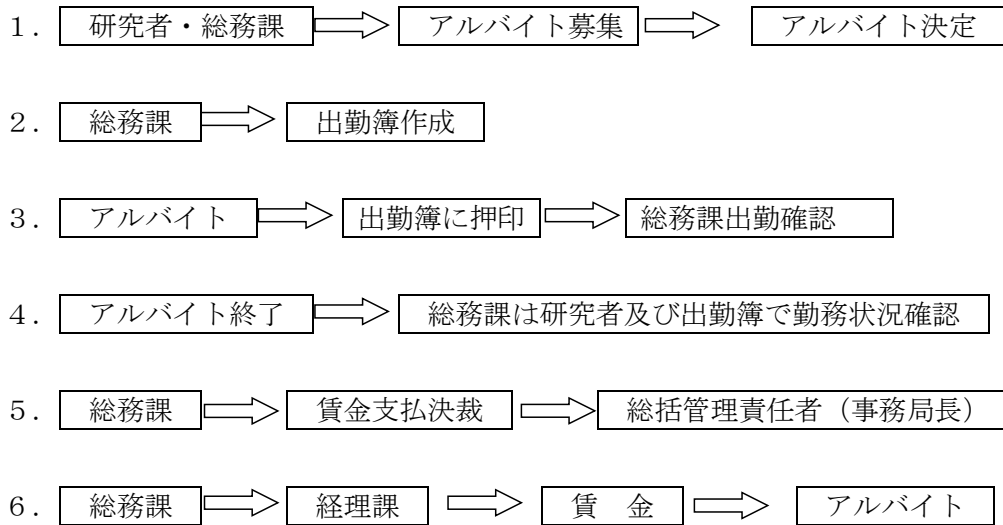 １．研究者・総務課 アルバイト募集 アルバイト決定
２．総務課 出勤簿作成
３．アルバイト 出勤簿に押印 総務課出勤確認
４．アルバイト終了 総務課は研究者及び出勤簿で勤務状況確認
５．総務課 賃金支払決裁 総括管理責任者（事務局長）
６．総務課 経理課 賃　金 アルバイト